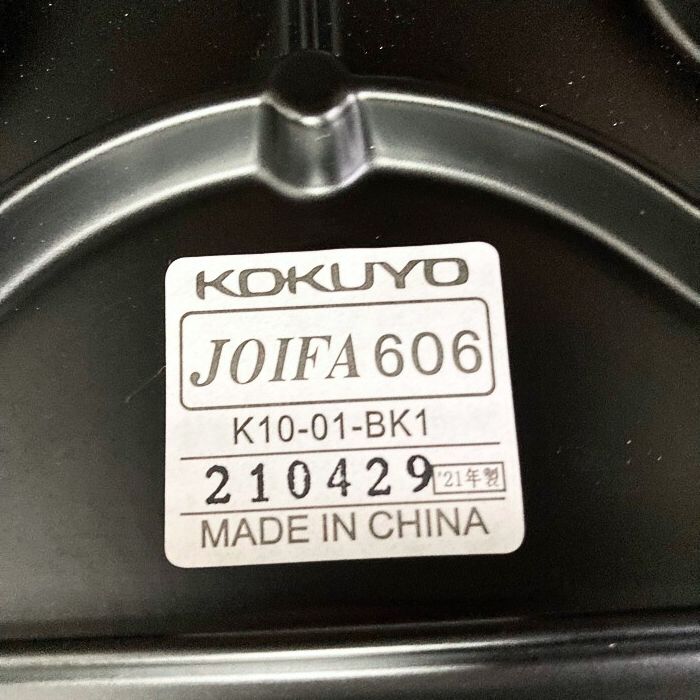 KOKUYO
JOIFA 606
K10-01-BK1
210429 '21年製
MADE IN CHINA